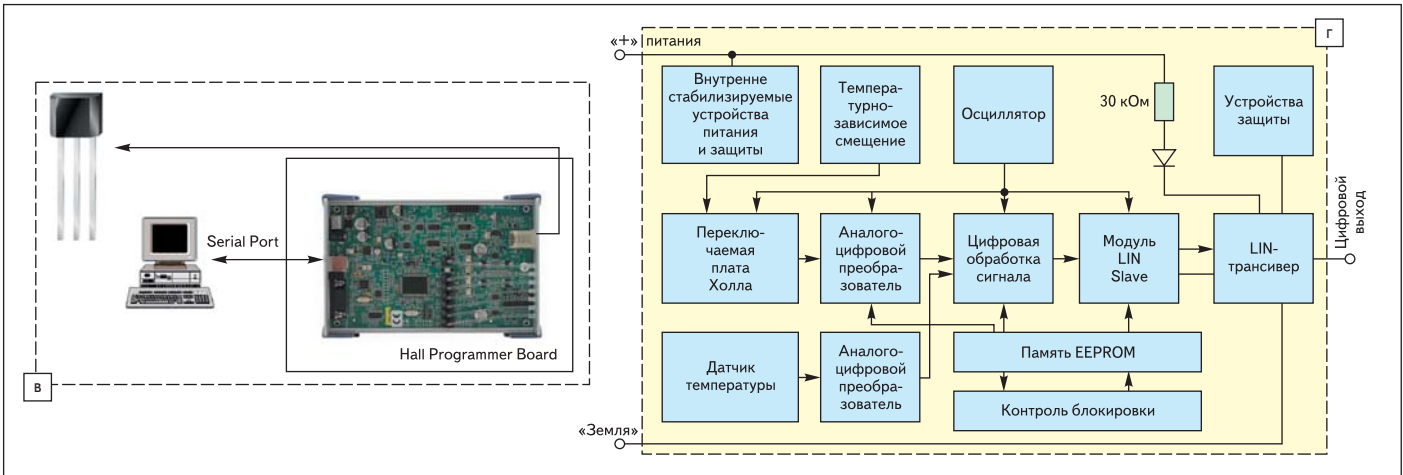 Serial Port
Hall Programmer Board
в
«+» питания
г
Внутренне
стабилизируемые
устройства
питания
и защиты
Темпера-
турно-
зависимое
смещение
Осциллятор
30 кОм
Устройства
защиты
Переклю-
чаемая
плата
Холла
Аналого-
цифровой
преобра-
зователь
Цифровая
обработка
сигнала
Модуль
LIN
Slave
LIN-
трансивер
Цифровой
выход
Датчик
температуры
Аналого-
цифровой
преобра-
зователь
Память EEPROM
Контроль блокировки
«Земля»